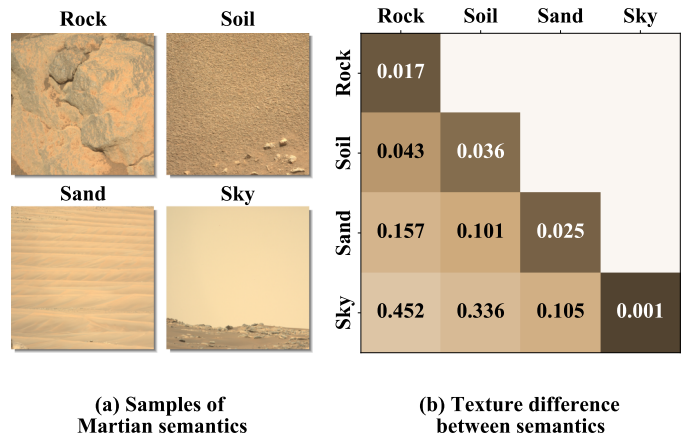 Rock Soil
Sand Sky
(a) Samples of
Martian semantics
Rock Soil Sand Sky
Rock 0.017
Soil 0.043 0.036
Sand 0.157 0.101 0.025
Sky 0.452 0.336 0.105 0.001
(b) Texture difference
between semantics